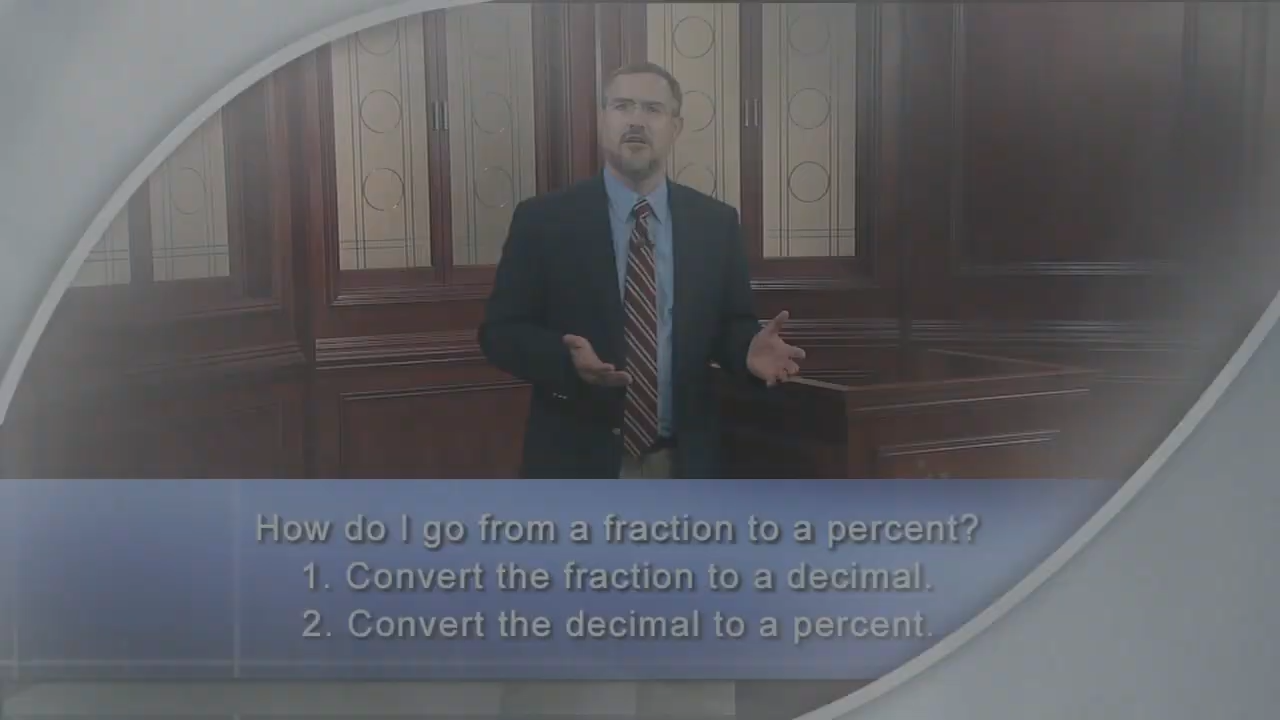 How do I go from a fraction to a percent?
1. Convert the fraction to a decimal.
2. Convert the decimal to a percent.